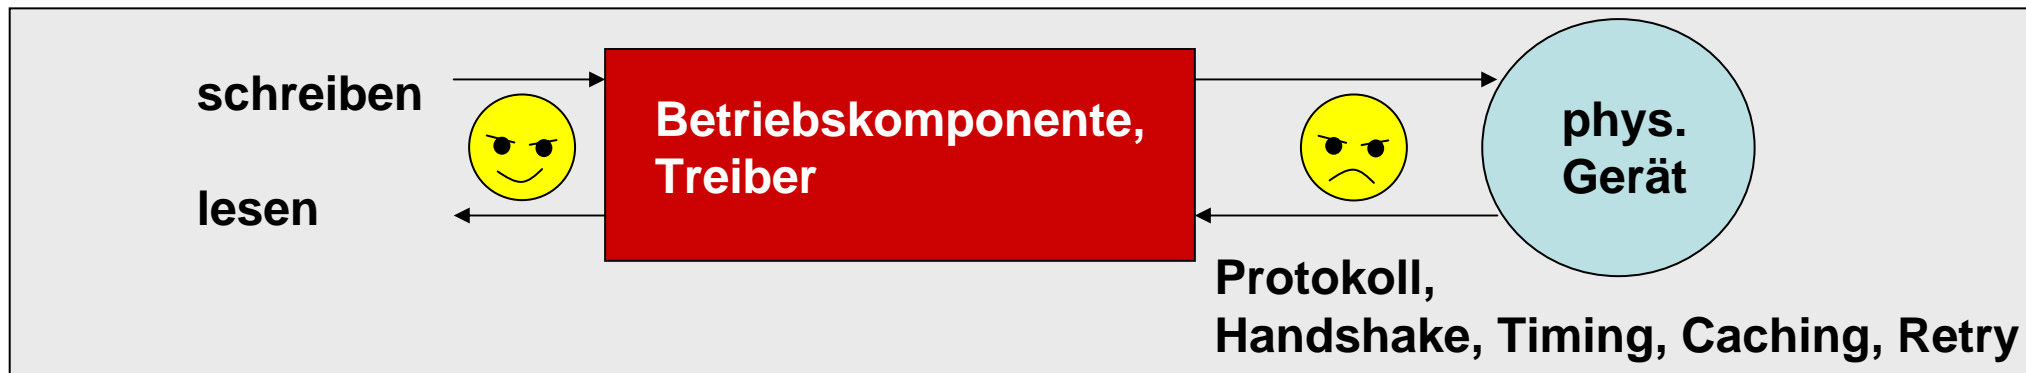 schreiben
lesen
Betriebskomponente,
Treiber
phys.
Gerät
Protokoll,
Handshake, Timing, Caching, Retry